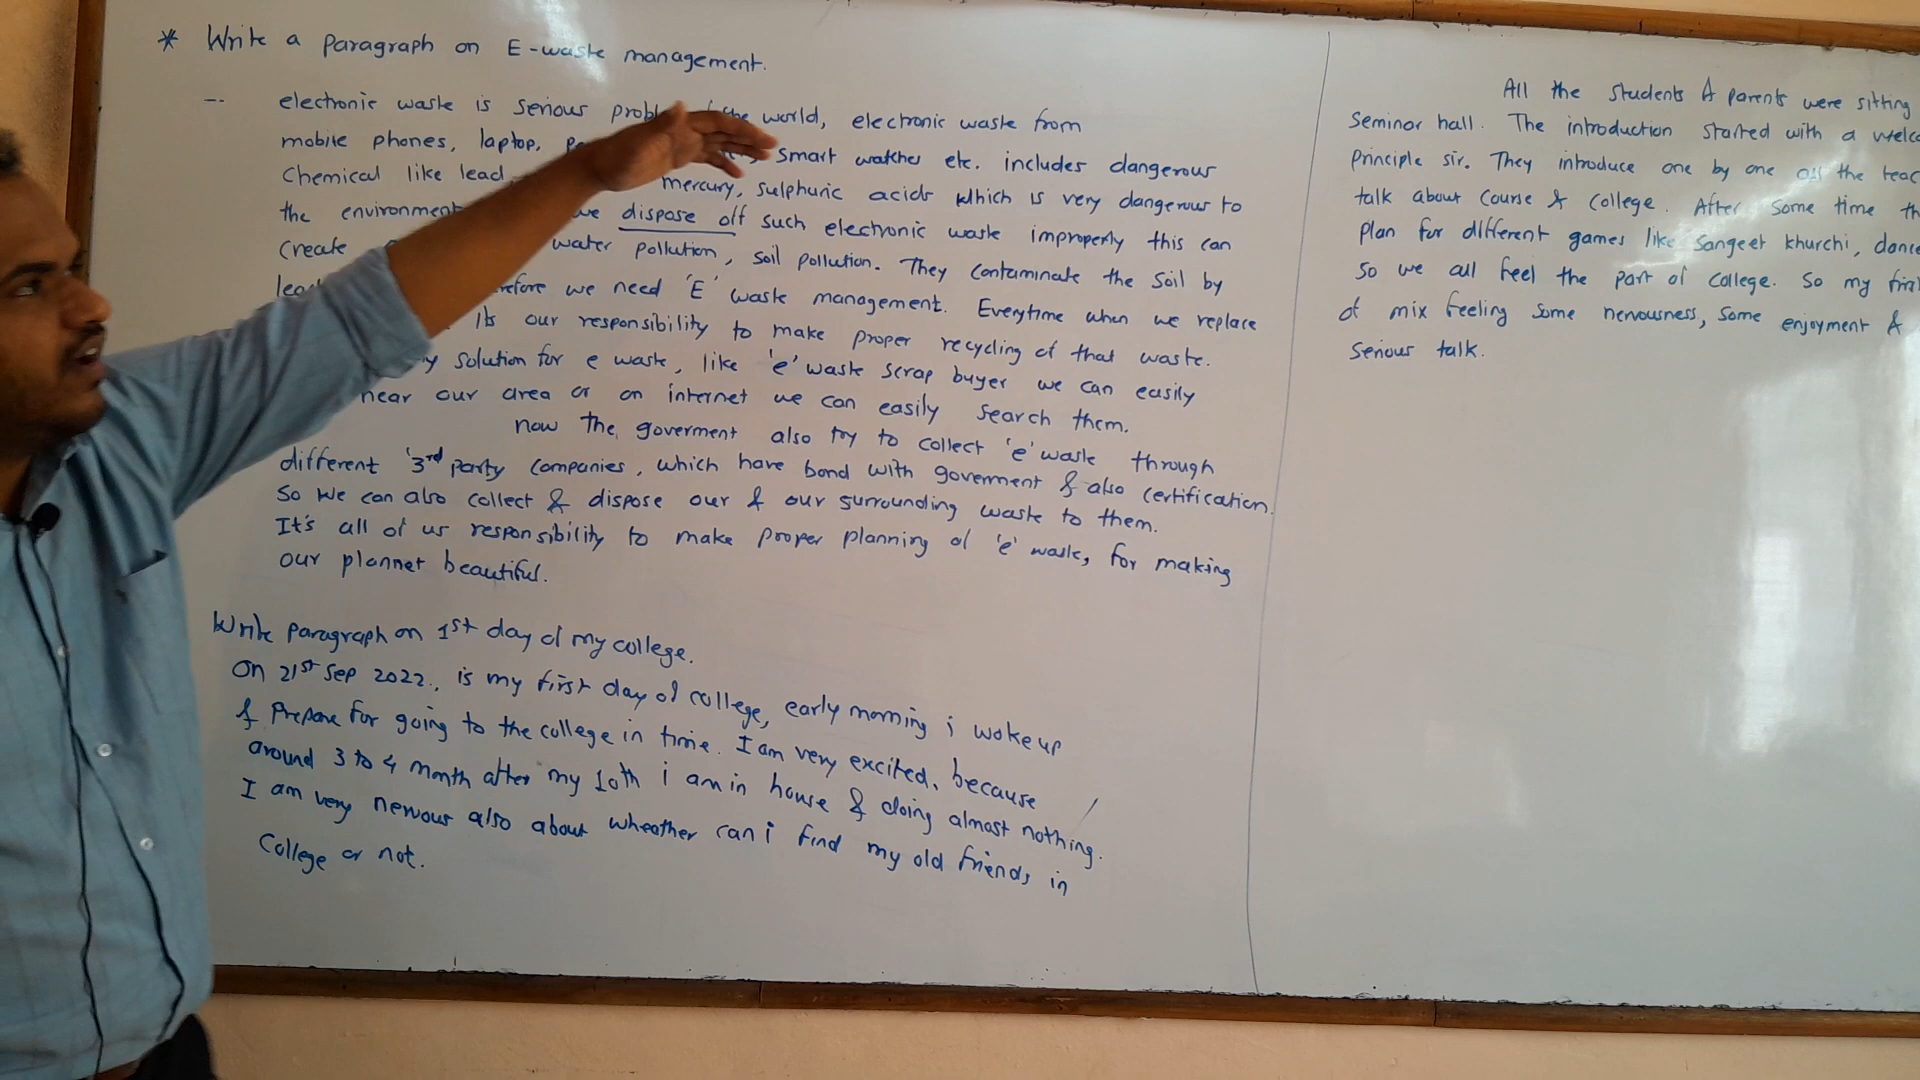 * Write a paragraph on E-waste management.
-- electronic waste is serious probl the world, electronic waste from
mobile phones, laptop, smart watches etc. includes dangerous
chemical like lead mercury, sulphuric acids which is very dangerous to
the environment we dispose off such electronic waste improperly this can
create water pollution, soil pollution. They contaminate the soil by
lea refore we need 'E' waste management. Everytime when we replace
Its our responsibility to make proper recycling of that waste.
y solution for e waste, like 'e' waste scrap buyer we can easily
near our area or on internet we can easily search them.
now the goverment also try to collect 'e' waste through
different '3rd party companies, which have bond with goverment & also certification.
So we can also collect & dispose our & our surrounding waste to them.
It's all of us responsibility to make proper planning of 'e' waste, for making
our plannet beautiful.
Write paragraph on 1st day of my college.
On 21st Sep 2022., is my first day of college, early morning i wokeup
& prepare for going to the college in time. I am very excited, because
around 3 to 4 month after my 10th i am in house & doing almost nothing.
I am very nervous also about wheather can i find my old friends in
College or not.
All the students & parents were sitting
Seminor hall. The introduction started with a welc
Principle sir. They introduce one by one all the teac
talk about course & college. After some time th
plan for different games like sangeet khurchi, dance
so we all feel the part of college. So my first
of mix feeling some nervousness, some enjoyment &
serious talk.